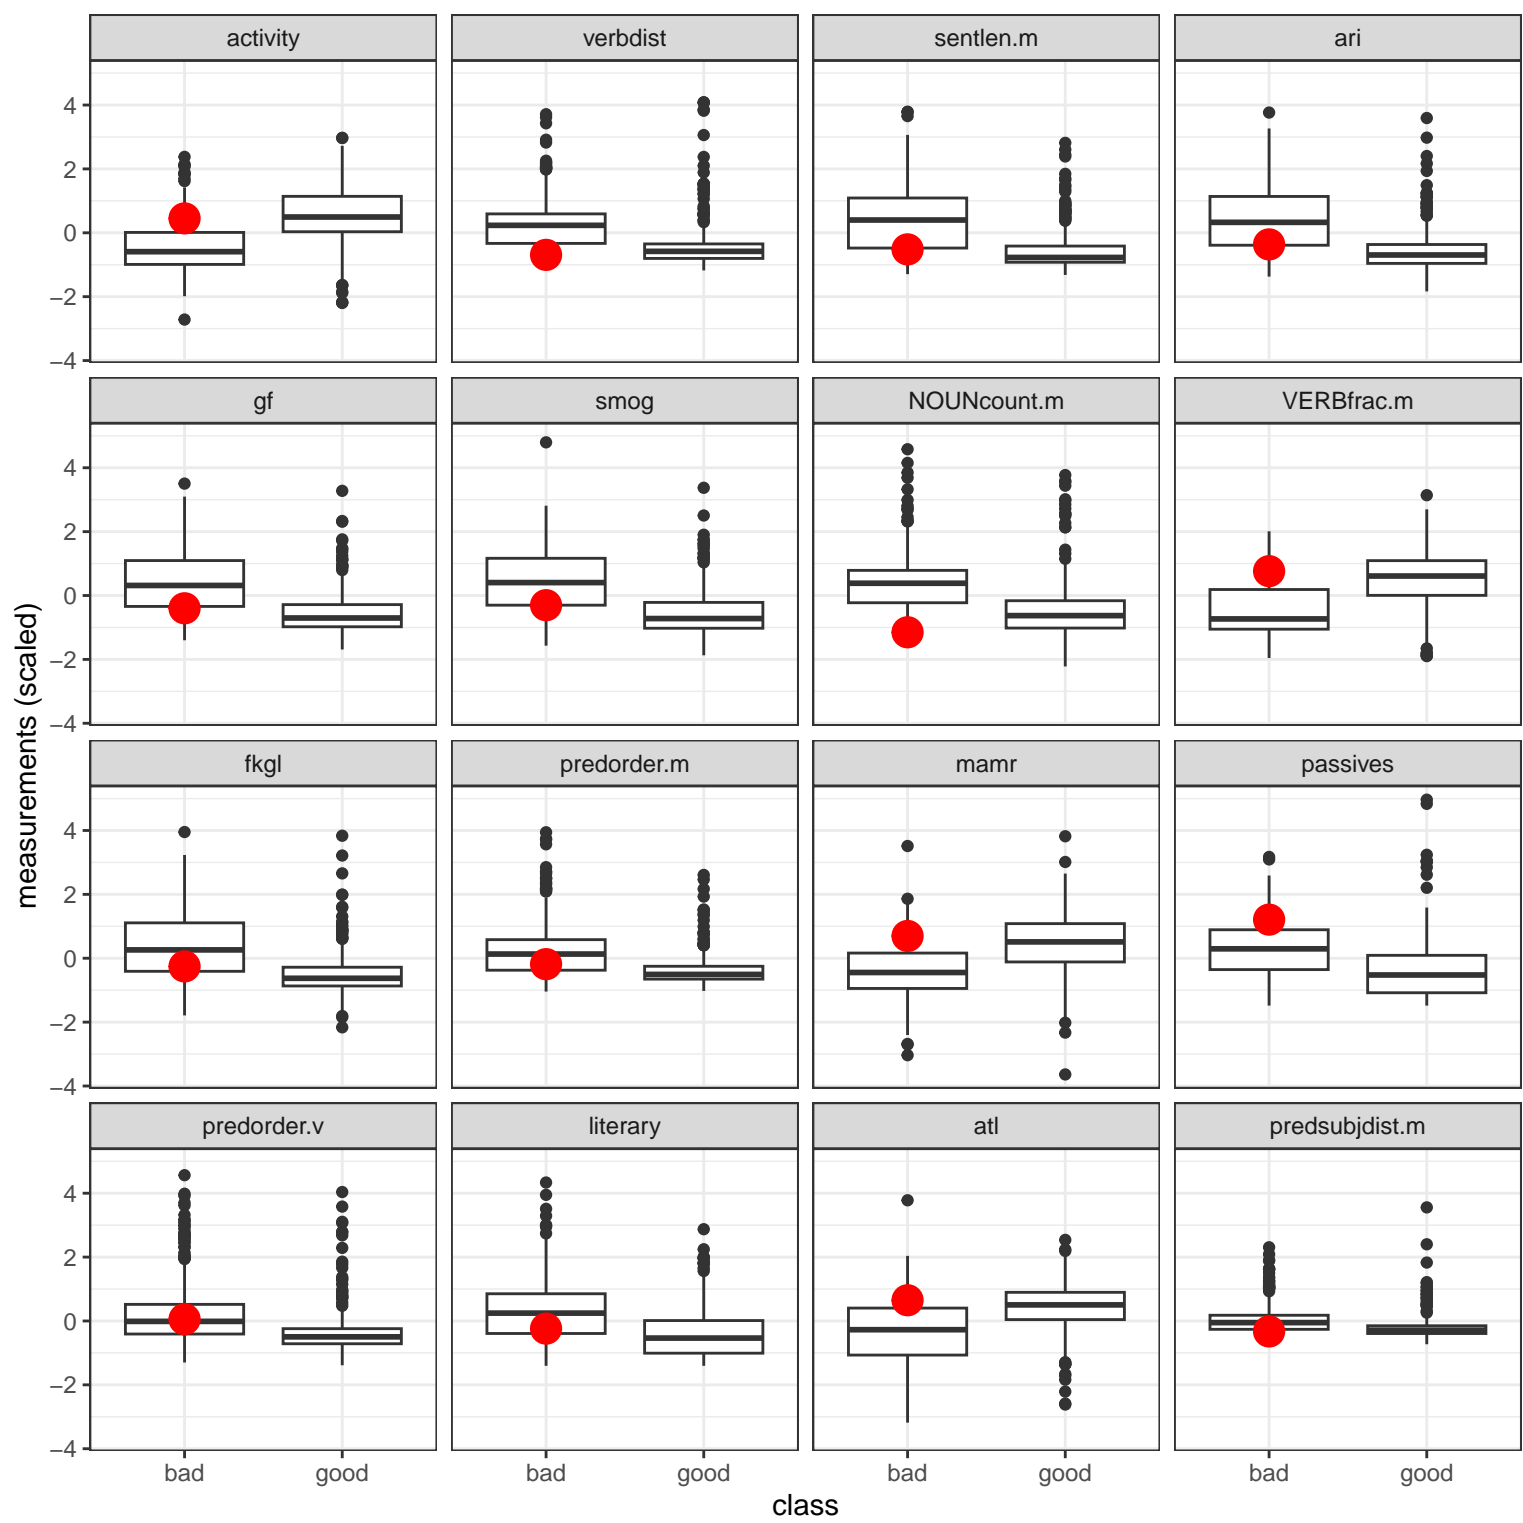 activity verbdist sentlen.m ari
4
2
0
−2
−4
gf smog NOUNcount.m VERBfrac.m
4
2
0
−2
−4
measurements (scaled)
fkgl predorder.m mamr passives
4
2
0
−2
−4
predorder.v literary atl predsubjdist.m
4
2
0
−2
−4
bad good bad good bad good bad good
class